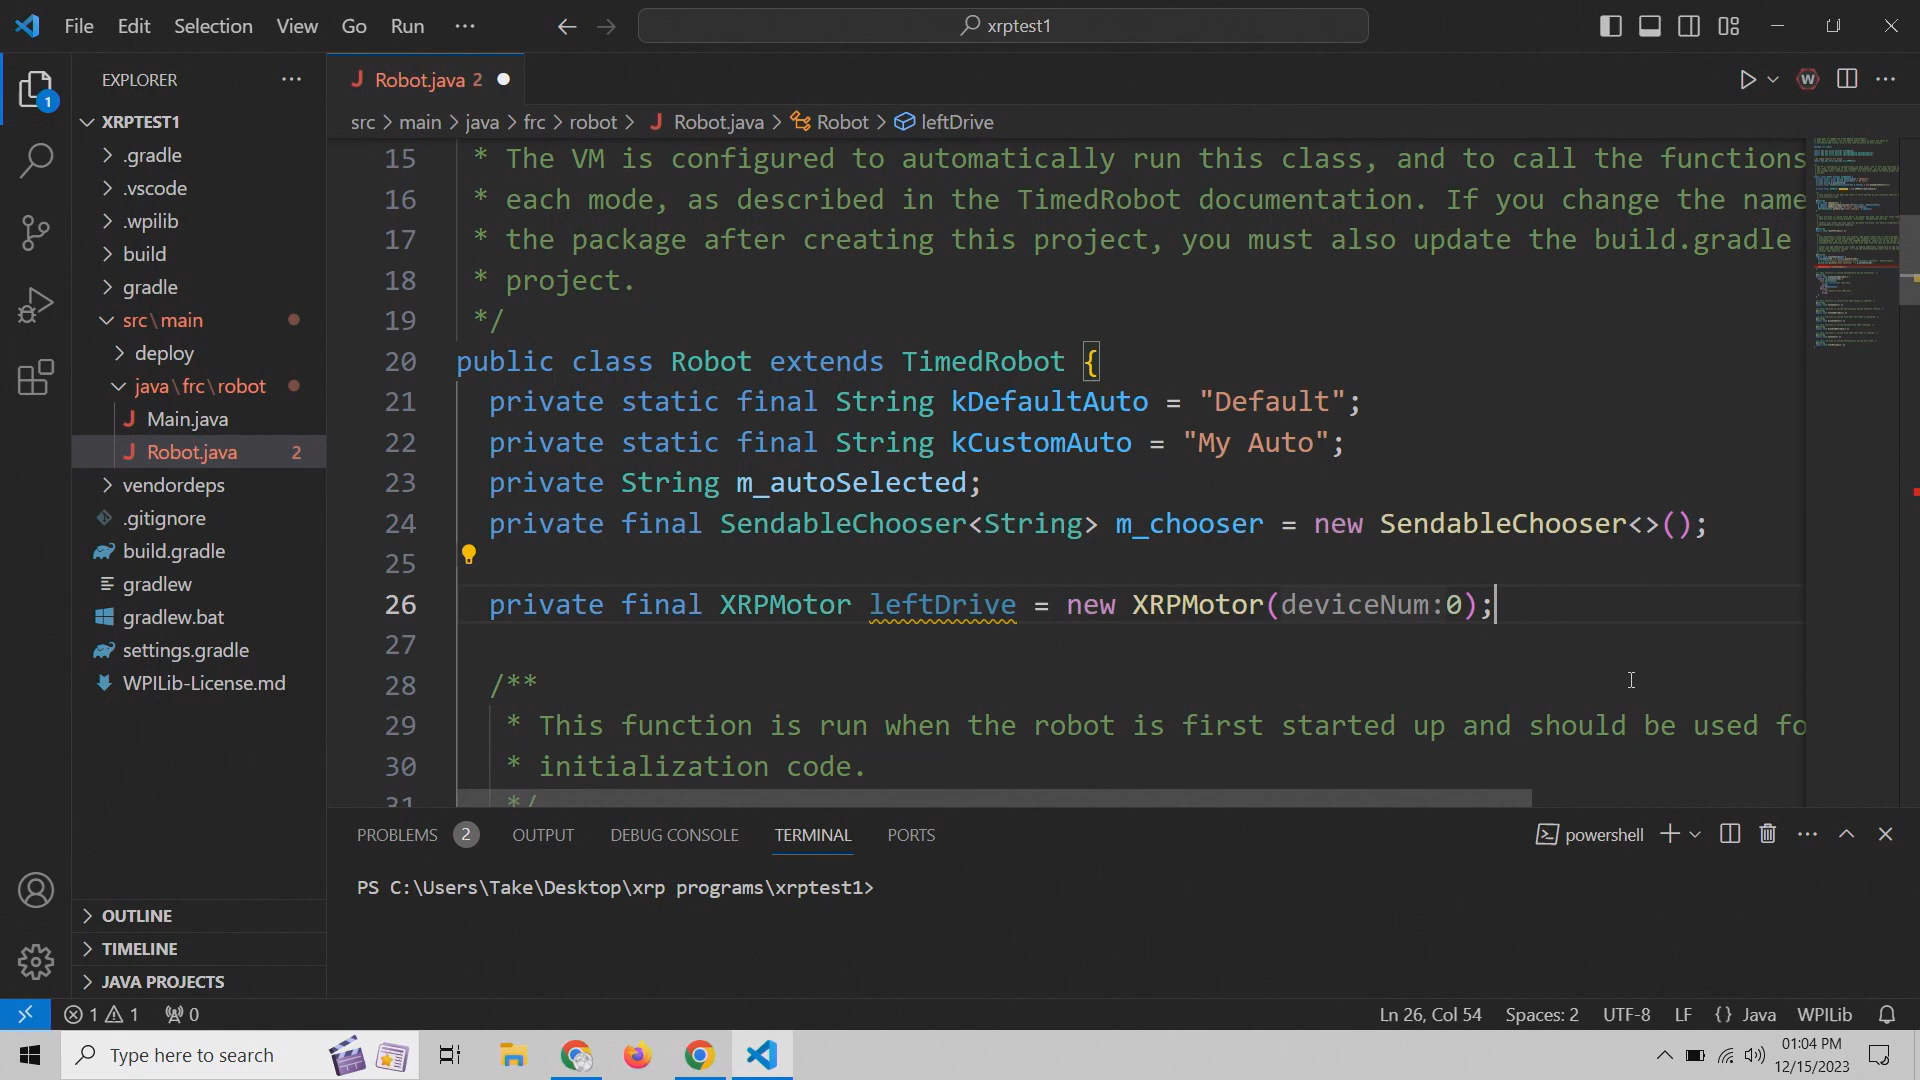 File Edit Selection View Go Run ···
xrptest1
EXPLORER ···
Robot.java 2
W
src > main > java > frc > robot > J Robot.java > Robot > leftDrive
XRPTEST1
.gradle
.vscode
.wpilib
build
gradle
src\main
deploy
java\frc\robot
J Main.java
J Robot.java 2
vendordeps
.gitignore
build.gradle
gradlew
gradlew.bat
settings.gradle
WPILib-License.md
OUTLINE
TIMELINE
JAVA PROJECTS
15 * The VM is configured to automatically run this class, and to call the functions
16 * each mode, as described in the TimedRobot documentation. If you change the name
17 * the package after creating this project, you must also update the build.gradle
18 * project.
19 */
20 public class Robot extends TimedRobot {
21 private static final String kDefaultAuto = "Default";
22 private static final String kCustomAuto = "My Auto";
23 private String m_autoSelected;
24 private final SendableChooser<String> m_chooser = new SendableChooser<>();
25
26 private final XRPMotor leftDrive = new XRPMotor(deviceNum:0);
27
28 /**
29 * This function is run when the robot is first started up and should be used fo
30 * initialization code.
31 */
PROBLEMS 2 OUTPUT DEBUG CONSOLE TERMINAL PORTS
powershell
PS C:\Users\Take\Desktop\xrp programs\xrptest1>
1 1 0
Ln 26, Col 54 Spaces: 2 UTF-8 LF {} Java WPILib
Type here to search
01:04 PM
12/15/2023